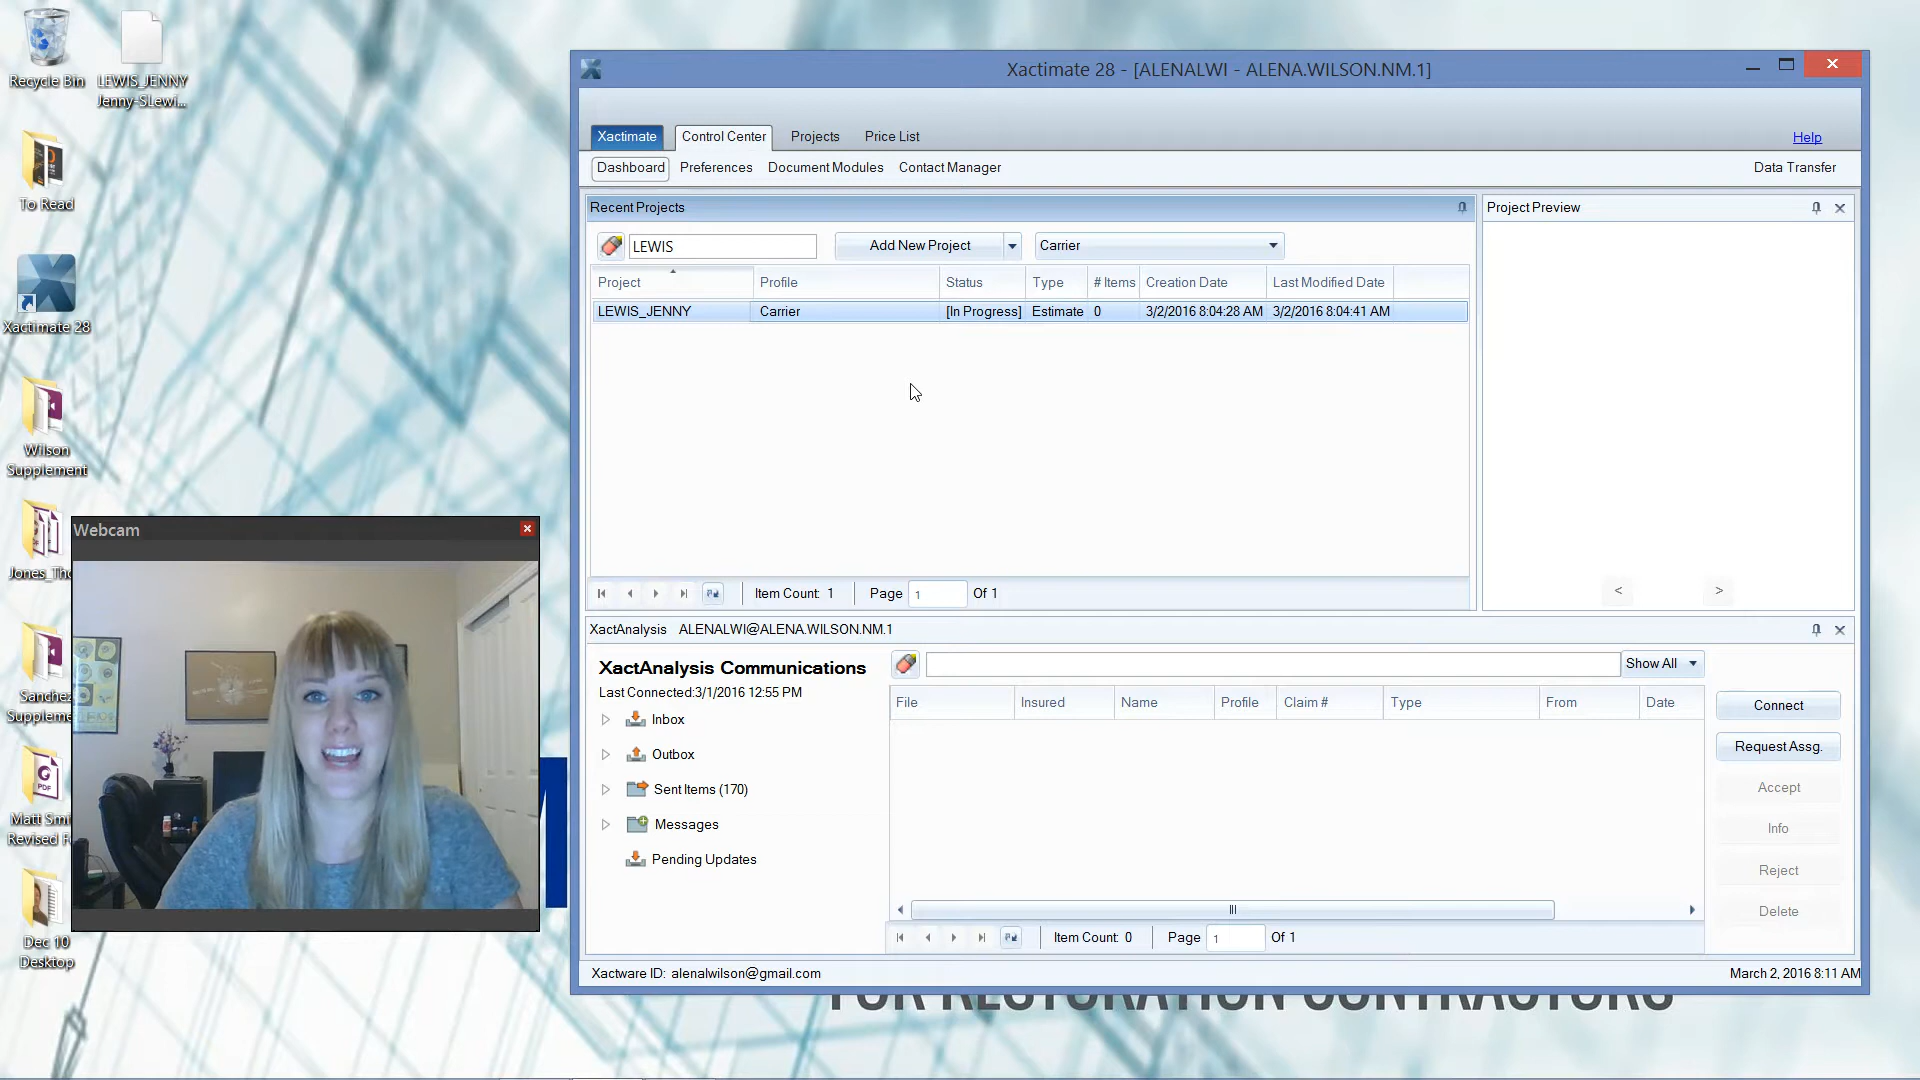 Recycle Bin
LEWIS_JENNY
Jenny-SLewi...
To Read
Xactimate 28
Wilson
Supplement
Jones_Tho
Sanchez
Suppleme
Matt Smi
Revised F
Dec 10
Desktop
Webcam
Xactimate 28 - [ALENALWI - ALENA.WILSON.NM.1]
Xactimate Control Center Projects Price List Help
Dashboard Preferences Document Modules Contact Manager Data Transfer
Recent Projects
Project Preview
LEWIS Add New Project Carrier
Project Profile Status Type # Items Creation Date Last Modified Date
LEWIS_JENNY Carrier [In Progress] Estimate 0 3/2/2016 8:04:28 AM 3/2/2016 8:04:41 AM
< >
Item Count: 1 Page 1 Of 1
XactAnalysis ALENALWI@ALENA.WILSON.NM.1
XactAnalysis Communications
Last Connected:3/1/2016 12:55 PM
Inbox
Outbox
Sent Items (170)
Messages
Pending Updates
Show All
File Insured Name Profile Claim # Type From Date
Connect
Request Assg.
Accept
Info
Reject
Delete
Item Count: 0 Page 1 Of 1
Xactware ID: alenalwilson@gmail.com March 2, 2016 8:11 AM
FOR RESTORATION CONTRACTORS